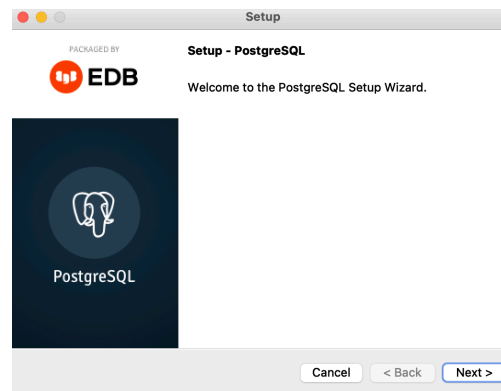 Setup
PACKAGED BY
EDB
Setup - PostgreSQL
Welcome to the PostgreSQL Setup Wizard.
PostgreSQL
Cancel
< Back
Next >